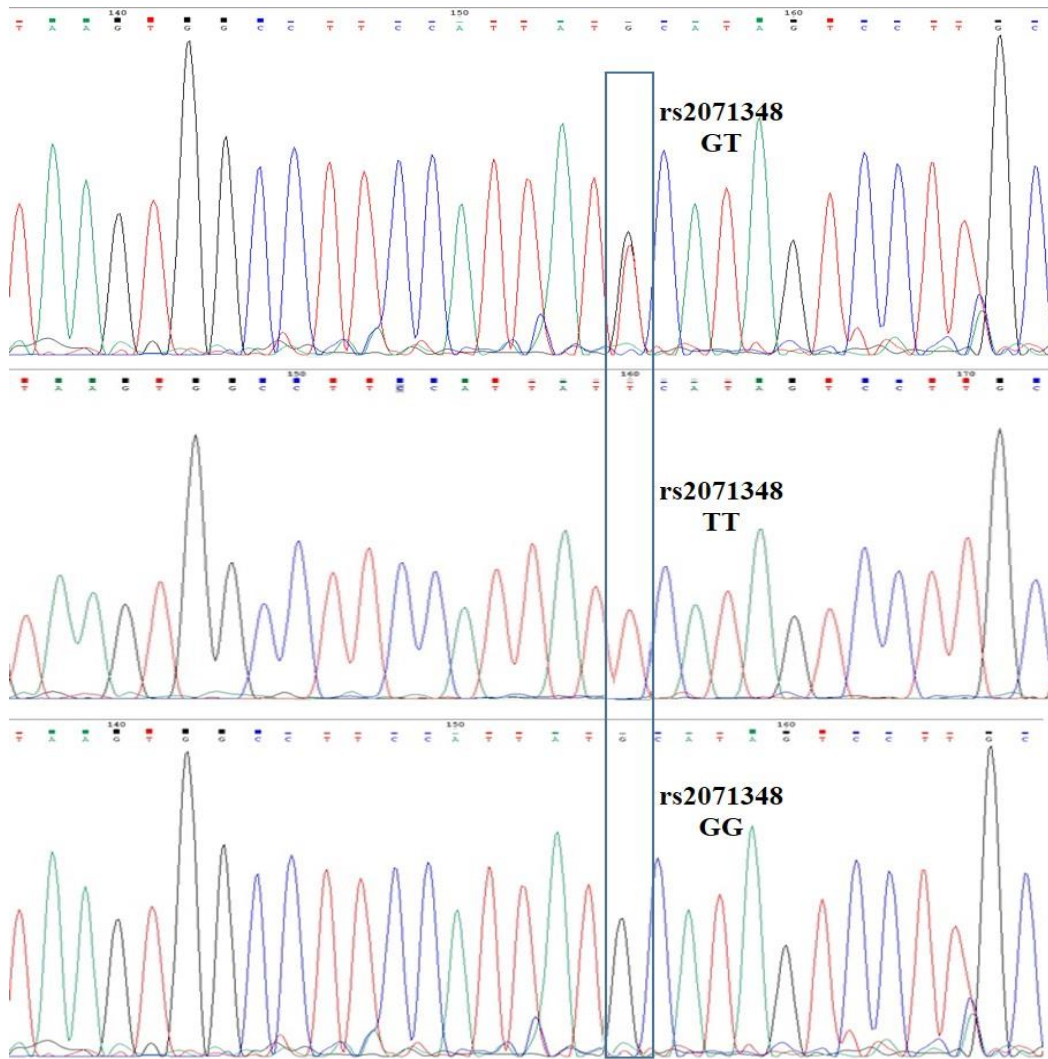 140 150 160
T A A G T G G C C T T C C A T T A T G C A T A G T C C T T G C
rs2071348
GT
150 160 170
T A A G T G G C C T T C C A T T A T T C A T A G T C C T T G C
rs2071348
TT
140 150 160
T A A G T G G C C T T C C A T T A T G C A T A G T C C T T G C
rs2071348
GG